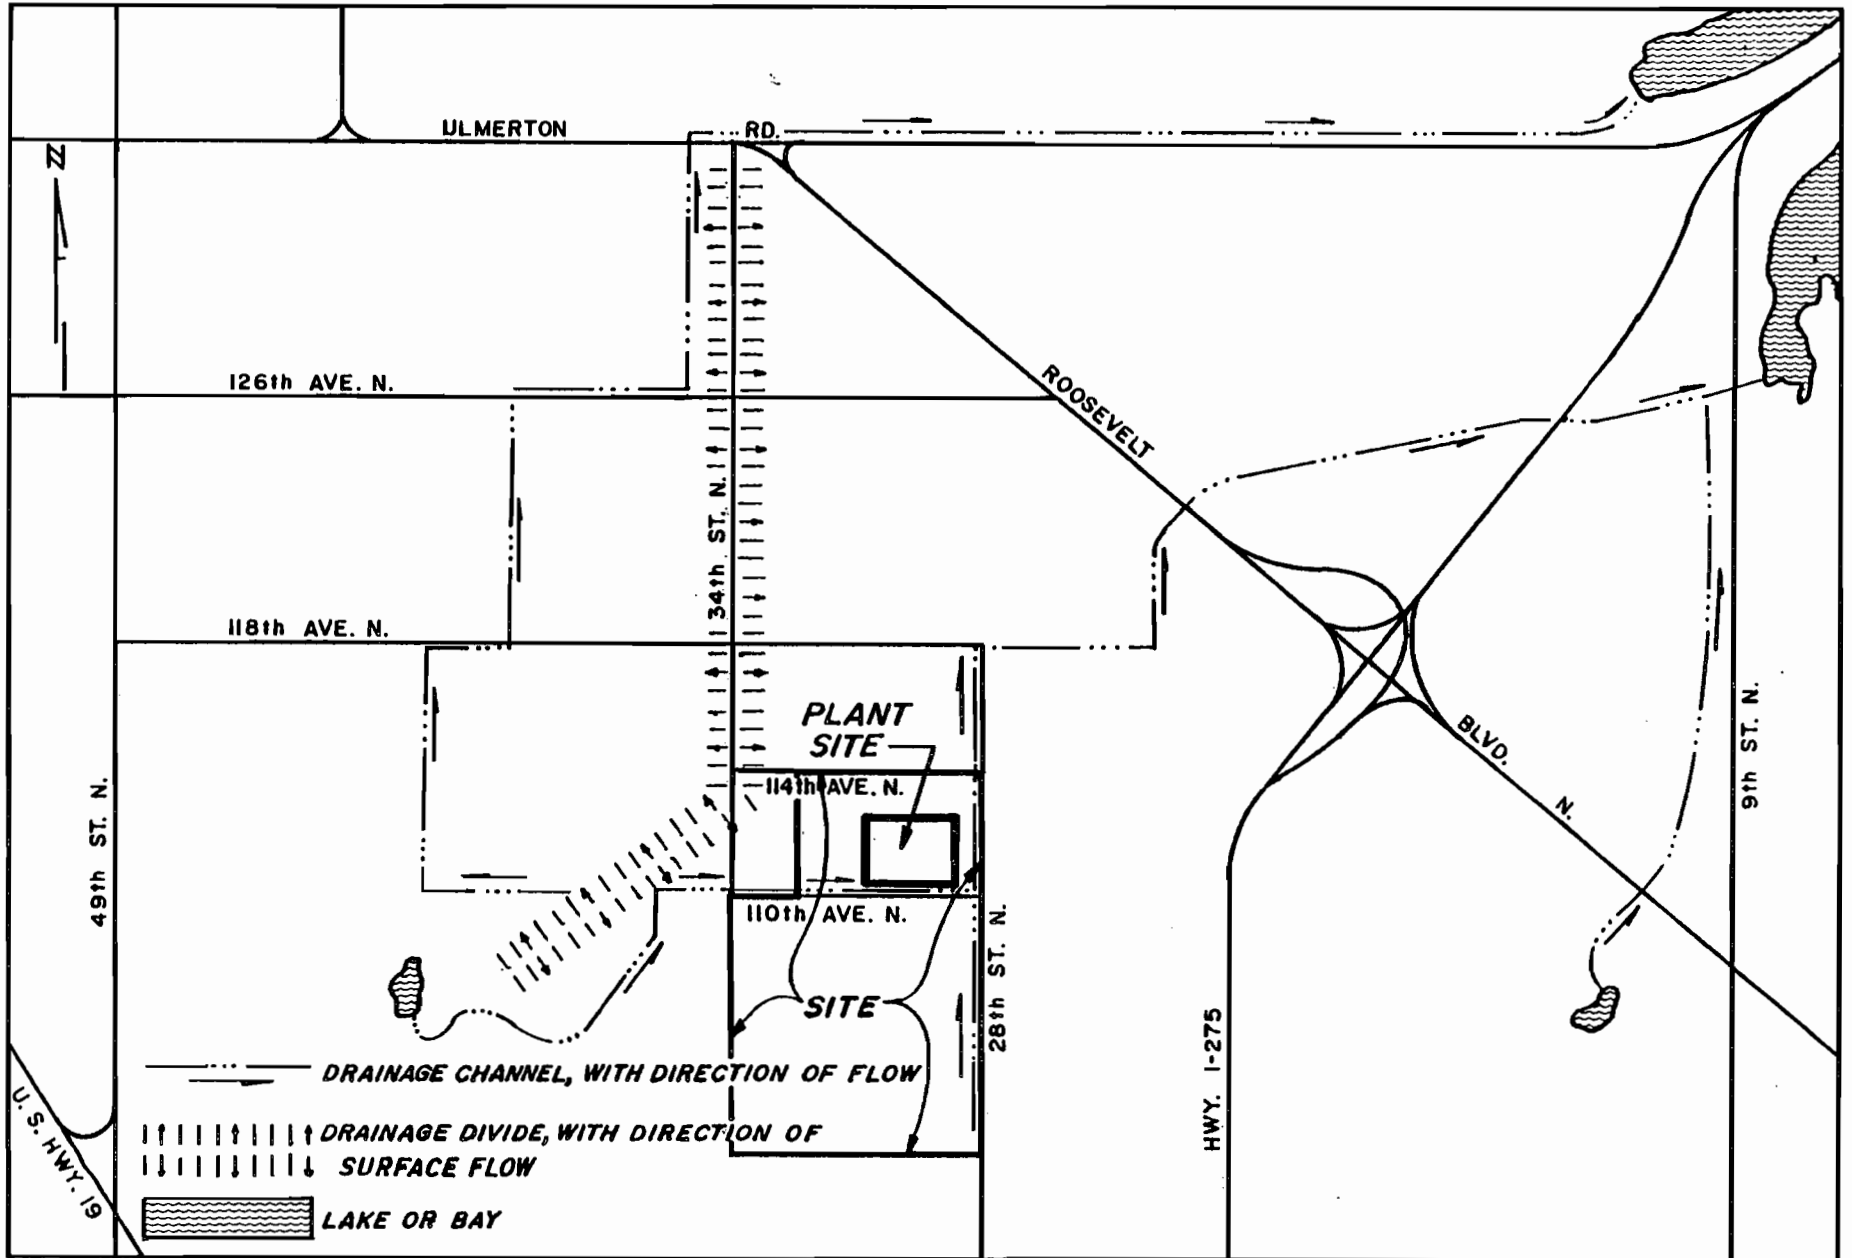 ULMERTON RD.
N
126th AVE. N.
ROOSEVELT
34th ST. N.
118th AVE. N.
PLANT
SITE
BLVD.
N.
114th AVE. N.
9th ST. N.
49th ST. N.
110th AVE. N.
28th ST. N.
SITE
HWY. I-275
DRAINAGE CHANNEL, WITH DIRECTION OF FLOW
U. S. HWY. 19
DRAINAGE DIVIDE, WITH DIRECTION OF
SURFACE FLOW
LAKE OR BAY